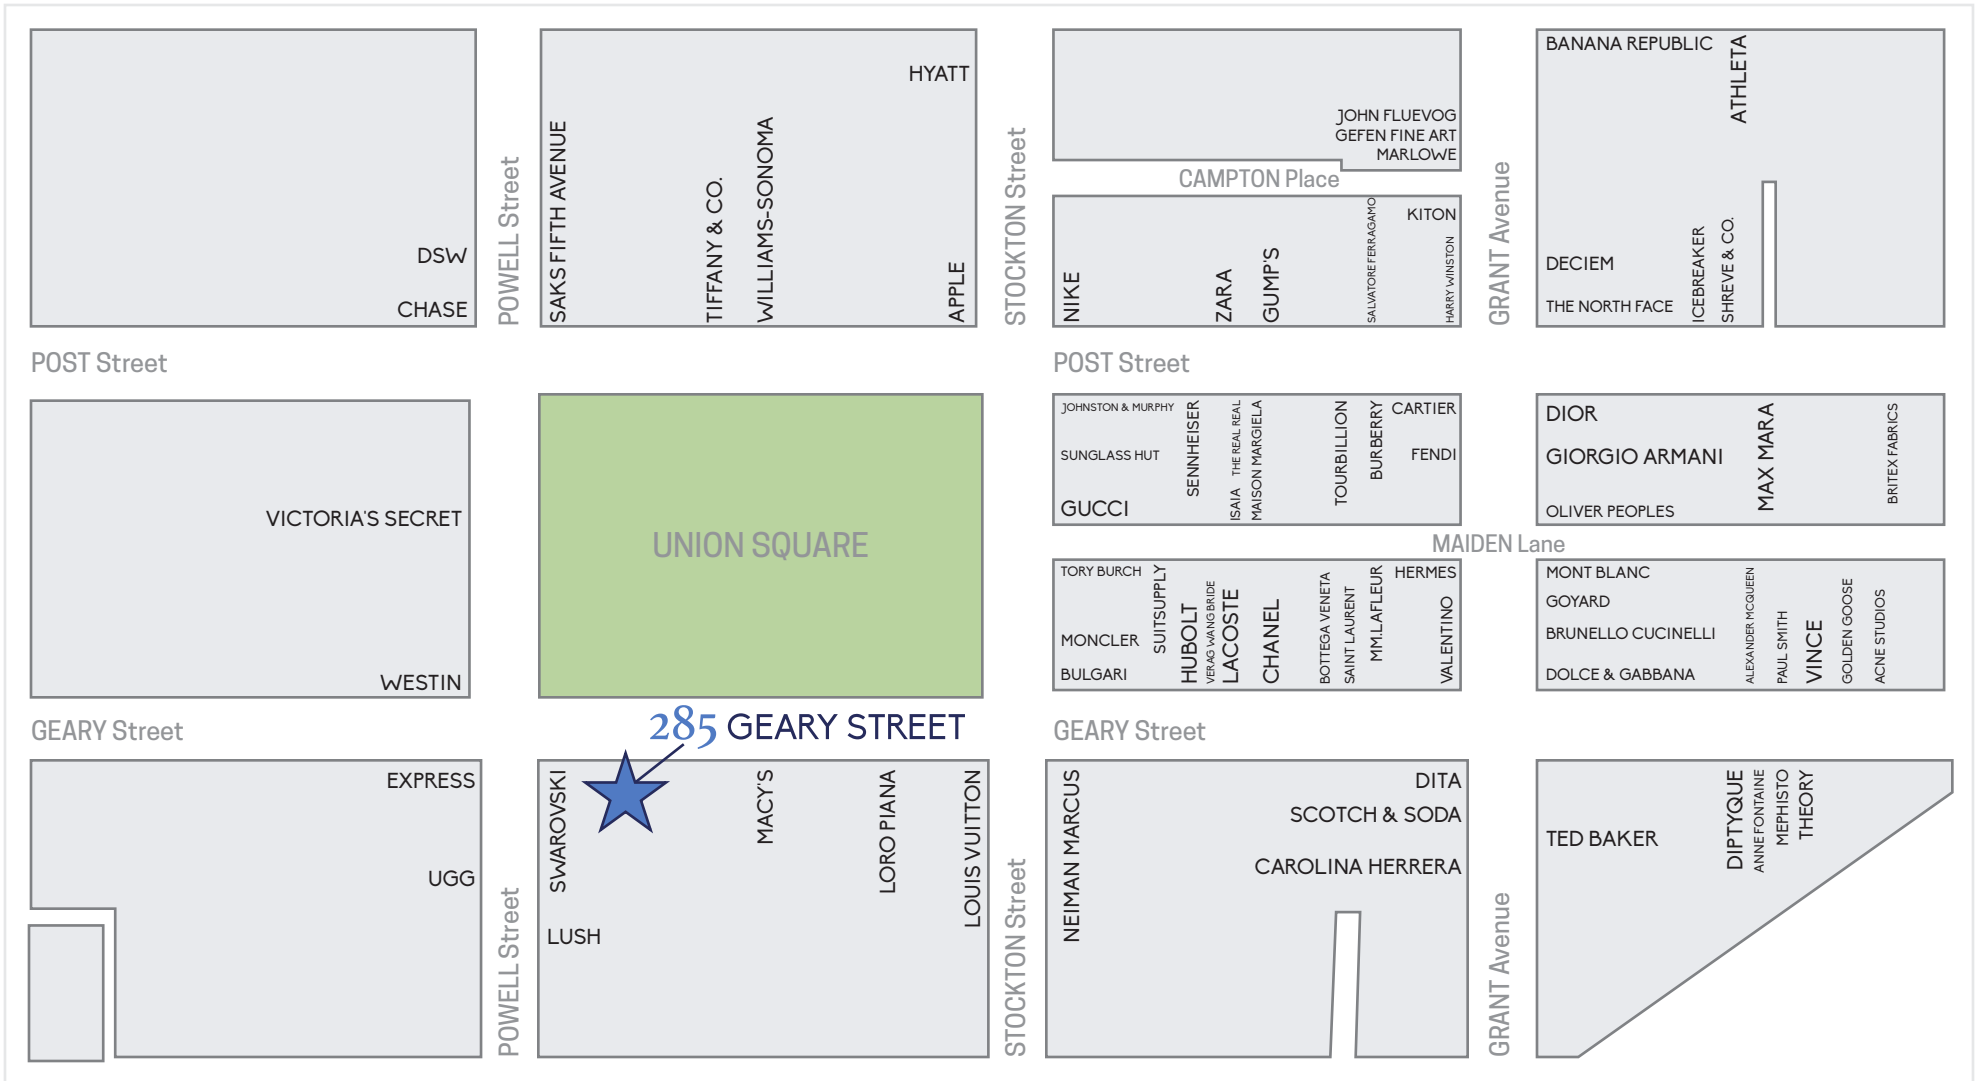 DSW
CHASE
POWELL Street
HYATT
SAKS FIFTH AVENUE
TIFFANY & CO.
WILLIAMS-SONOMA
APPLE
STOCKTON Street
JOHN FLUEVOG
GEFEN FINE ART
MARLOWE
CAMPTON Place
NIKE
ZARA
GUMP'S
SALVATORE FERRAGAMO
KITON
HARRY WINSTON
GRANT Avenue
BANANA REPUBLIC
ATHLETA
DECIEM
THE NORTH FACE
ICEBREAKER
SHREVE & CO.
POST Street
POST Street
VICTORIA'S SECRET
WESTIN
UNION SQUARE
JOHNSTON & MURPHY
SUNGLASS HUT
GUCCI
SENNHEISER
ISAIA
THE REAL REAL
MAISON MARGIELA
TOURBILLION
BURBERRY
CARTIER
FENDI
DIOR
GIORGIO ARMANI
OLIVER PEOPLES
MAX MARA
BRITEX FABRICS
MAIDEN Lane
TORY BURCH
MONCLER
BULGARI
SUITSUPPLY
HUBOLT
VERAG WANG BRIDE
LACOSTE
CHANEL
BOTTEGA VENETA
SAINT LAURENT
MM.LAFLEUR
HERMES
VALENTINO
MONT BLANC
GOYARD
BRUNELLO CUCINELLI
DOLCE & GABBANA
ALEXANDER MCQUEEN
PAUL SMITH
VINCE
GOLDEN GOOSE
ACNE STUDIOS
GEARY Street
285 GEARY STREET
GEARY Street
EXPRESS
UGG
POWELL Street
SWAROVSKI
LUSH
MACY'S
LORO PIANA
LOUIS VUITTON
STOCKTON Street
NEIMAN MARCUS
DITA
SCOTCH & SODA
CAROLINA HERRERA
GRANT Avenue
TED BAKER
DIPTYQUE
ANNE FONTAINE
MEPHISTO
THEORY